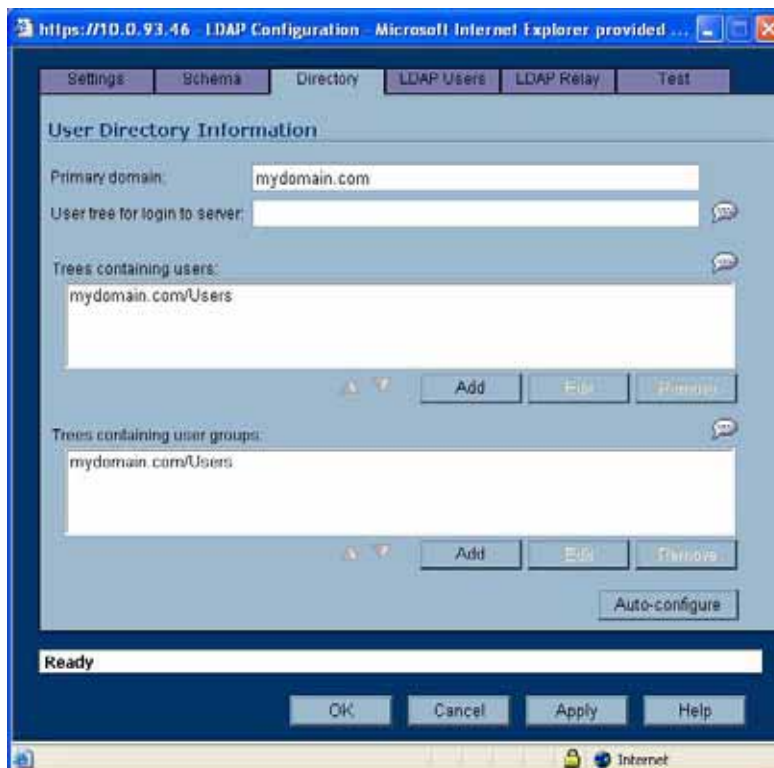 https://10.0.93.46 - LDAP Configuration - Microsoft Internet Explorer provided ...
Settings Schema Directory LDAP Users LDAP Relay Test
User Directory Information
Primary domain: mydomain.com
User tree for login to server:
Trees containing users:
mydomain.com/Users
Add Edit Remove
Trees containing user groups:
mydomain.com/Users
Add Edit Remove
Auto-configure
Ready
OK Cancel Apply Help
Internet